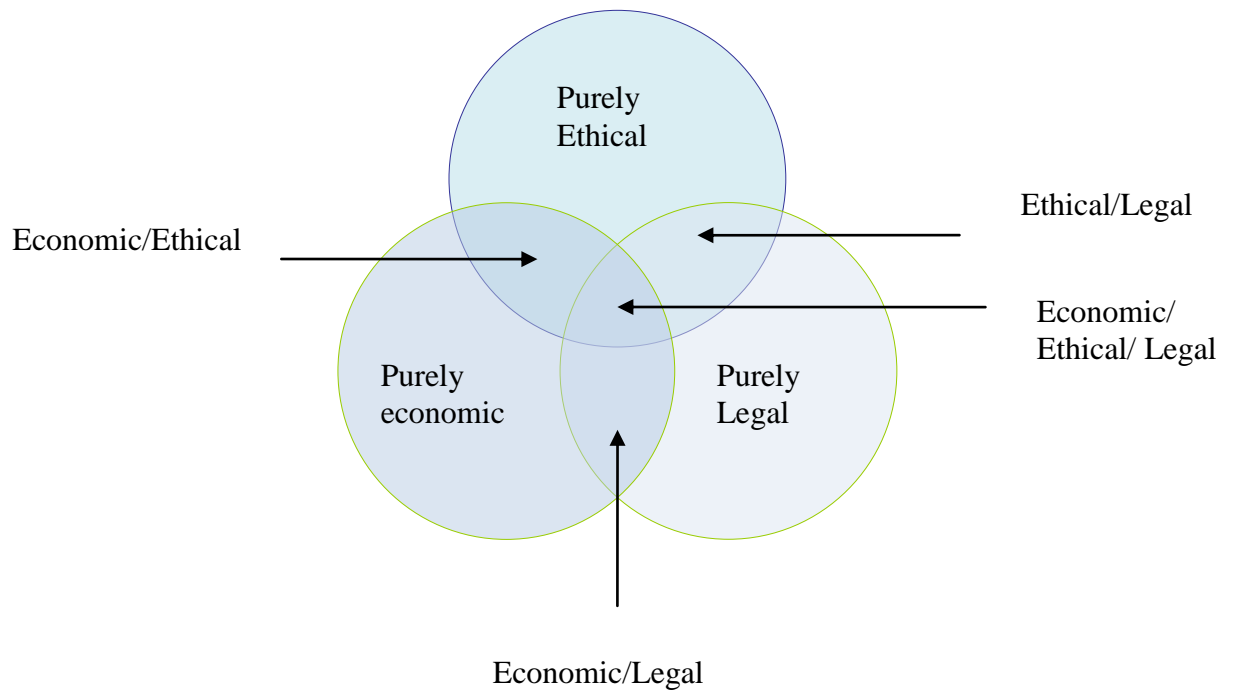 Purely
Ethical
Ethical/Legal
Economic/Ethical
Economic/
Ethical/ Legal
Purely
economic
Purely
Legal
Economic/Legal